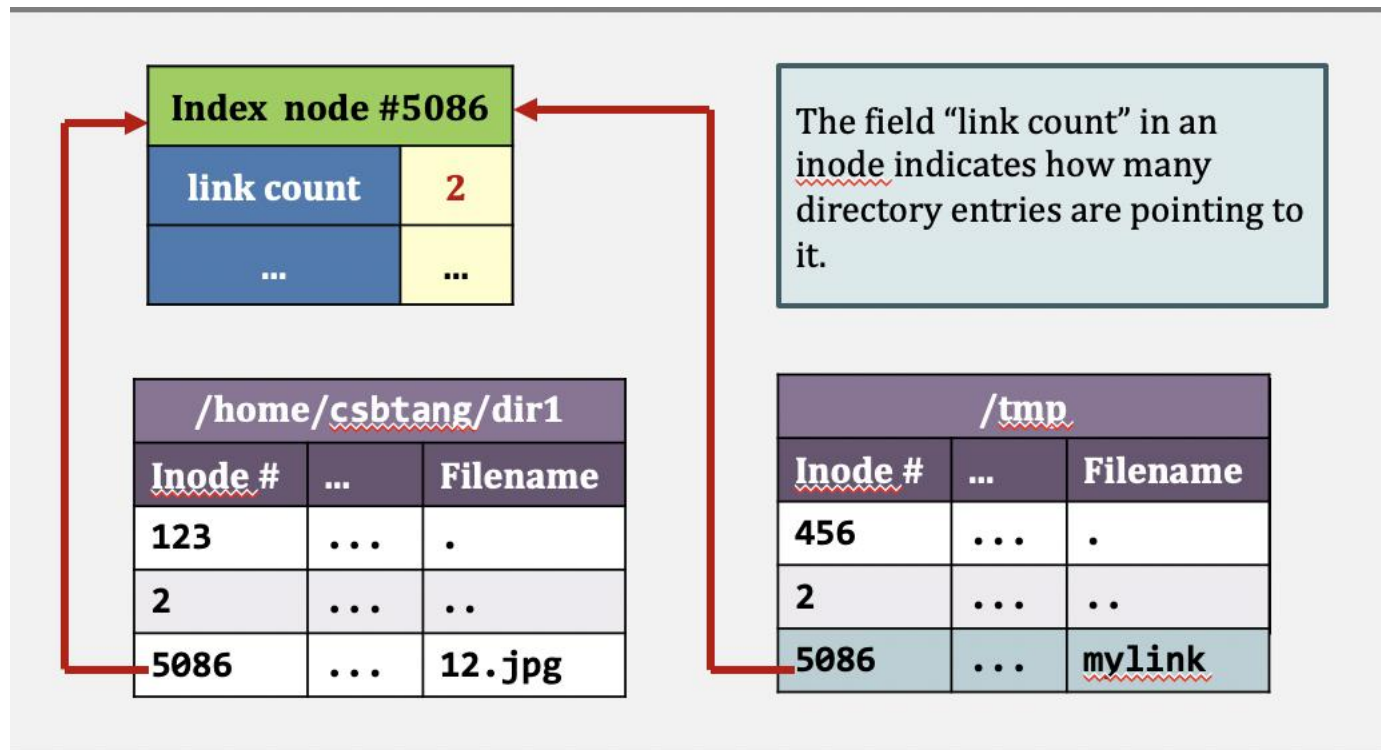 Index node #5086
link count 2
... ...
The field “link count” in an
inode indicates how many
directory entries are pointing to
it.
/home/csbtang/dir1
Inode # ... Filename
123 ... .
2 ... ..
5086 ... 12.jpg
/tmp
Inode # ... Filename
456 ... .
2 ... ..
5086 ... mylink